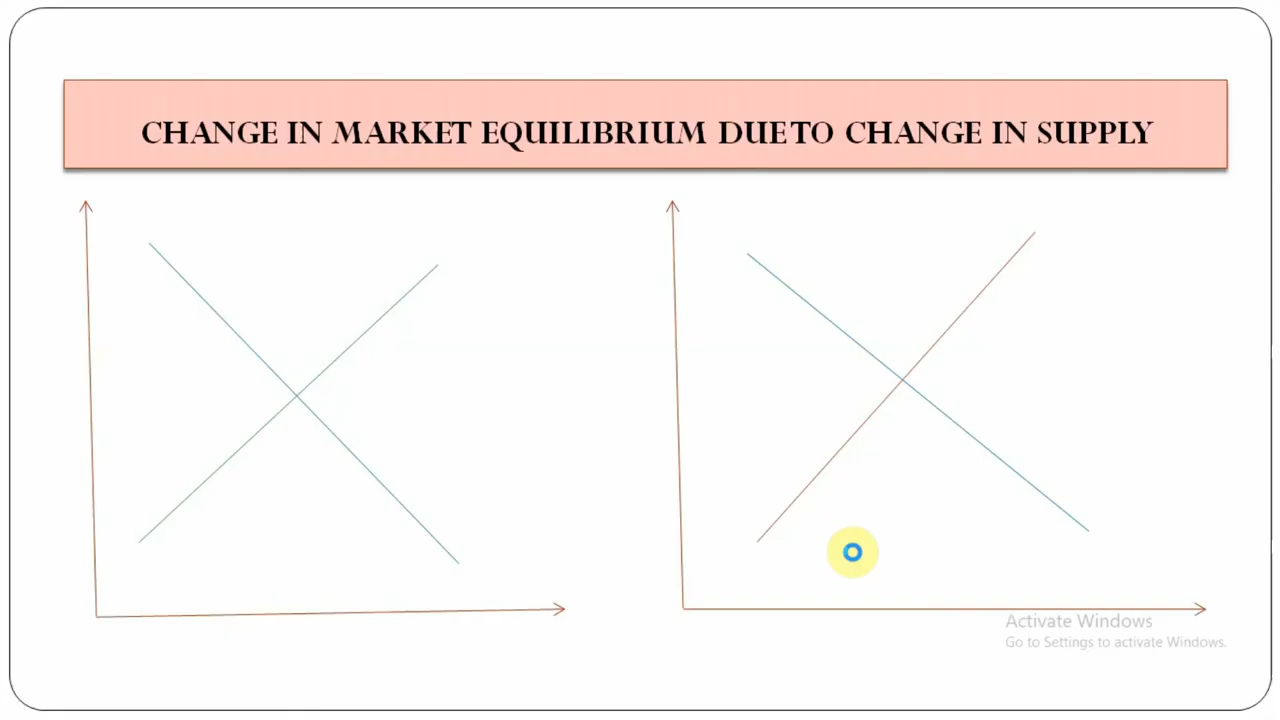 CHANGE IN MARKET EQUILIBRIUM DUETO CHANGE IN SUPPLY
Activate Windows
Go to Settings to activate Windows.